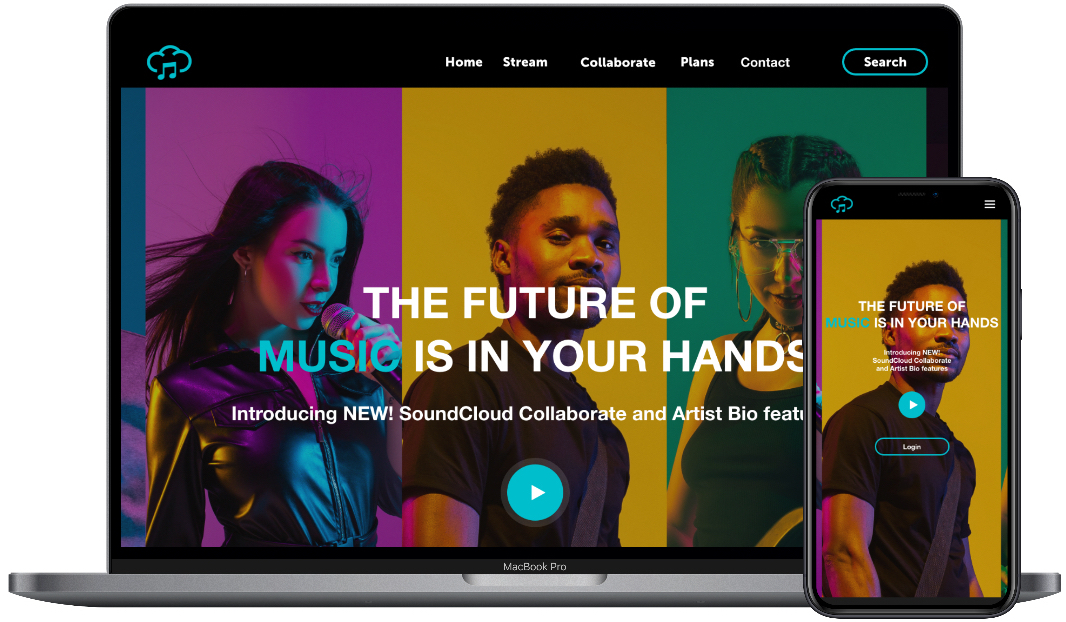 Home Stream Collaborate Plans Contact Search
THE FUTURE OF
MUSIC IS IN YOUR HANDS
Introducing NEW! SoundCloud Collaborate and Artist Bio featu
MacBook Pro
THE FUTURE OF
MUSIC IS IN YOUR HANDS
Introducing NEW!
SoundCloud Collaborate
and Artist Bio features
Login